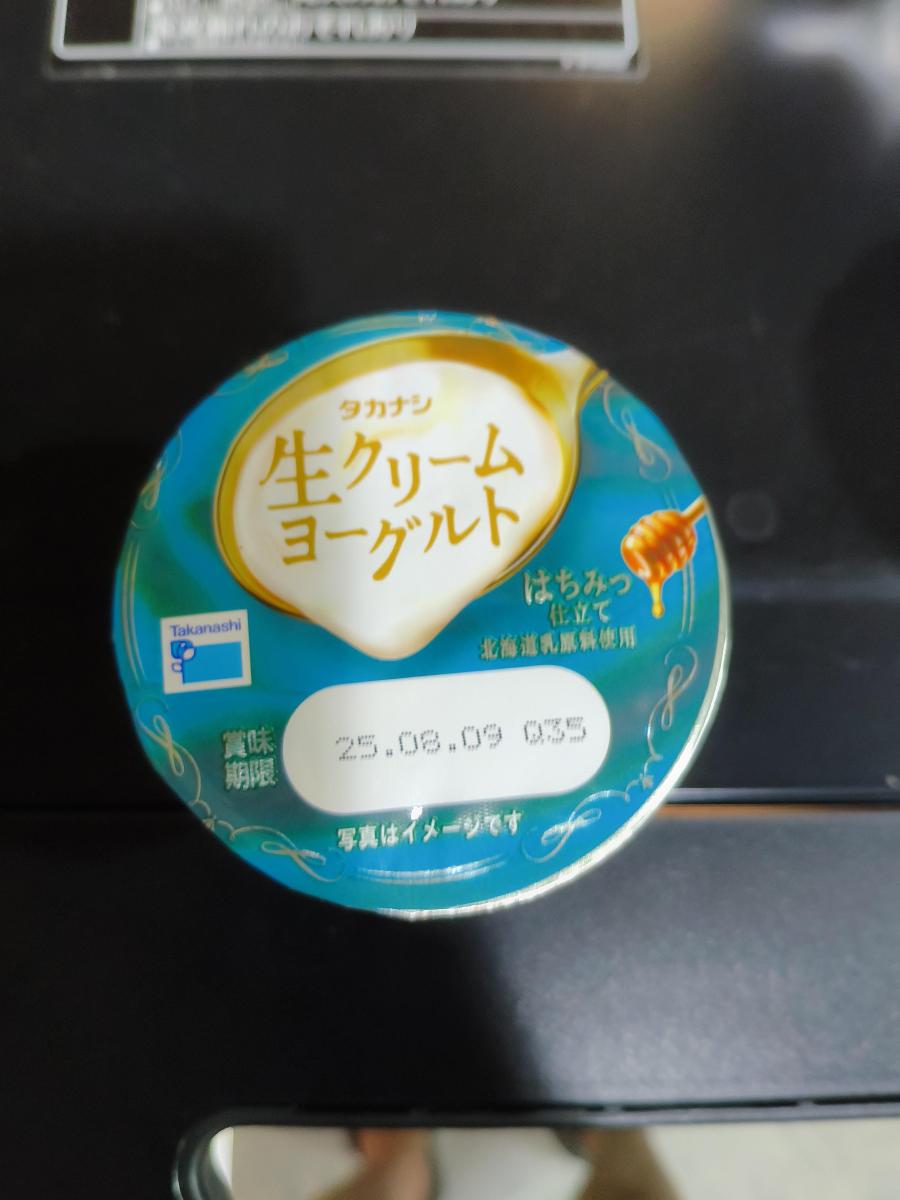 タカナシ
生クリーム
ヨーグルト
はちみつ
仕立て
北海道乳原料使用
Takanashi
賞味
期限
25.08.09 Q35
写真はイメージです